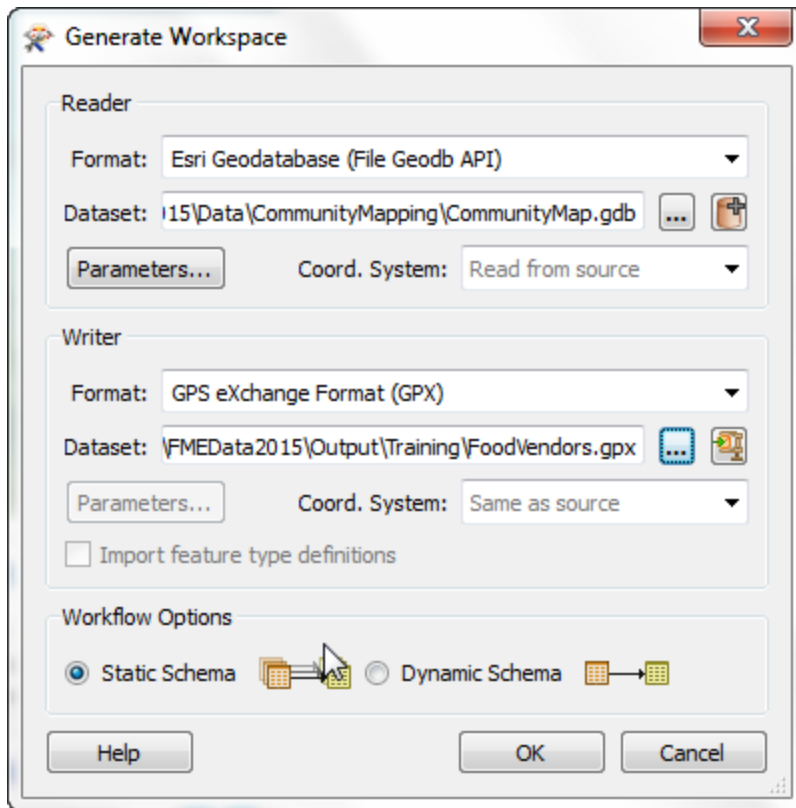 Generate Workspace
Reader
Format: Esri Geodatabase (File Geodb API)
Dataset: 15\Data\CommunityMapping\CommunityMap.gdb ...
Parameters... Coord. System: Read from source
Writer
Format: GPS eXchange Format (GPX)
Dataset: \FMEData2015\Output\Training\FoodVendors.gpx ...
Parameters... Coord. System: Same as source
Import feature type definitions
Workflow Options
Static Schema Dynamic Schema
Help OK Cancel